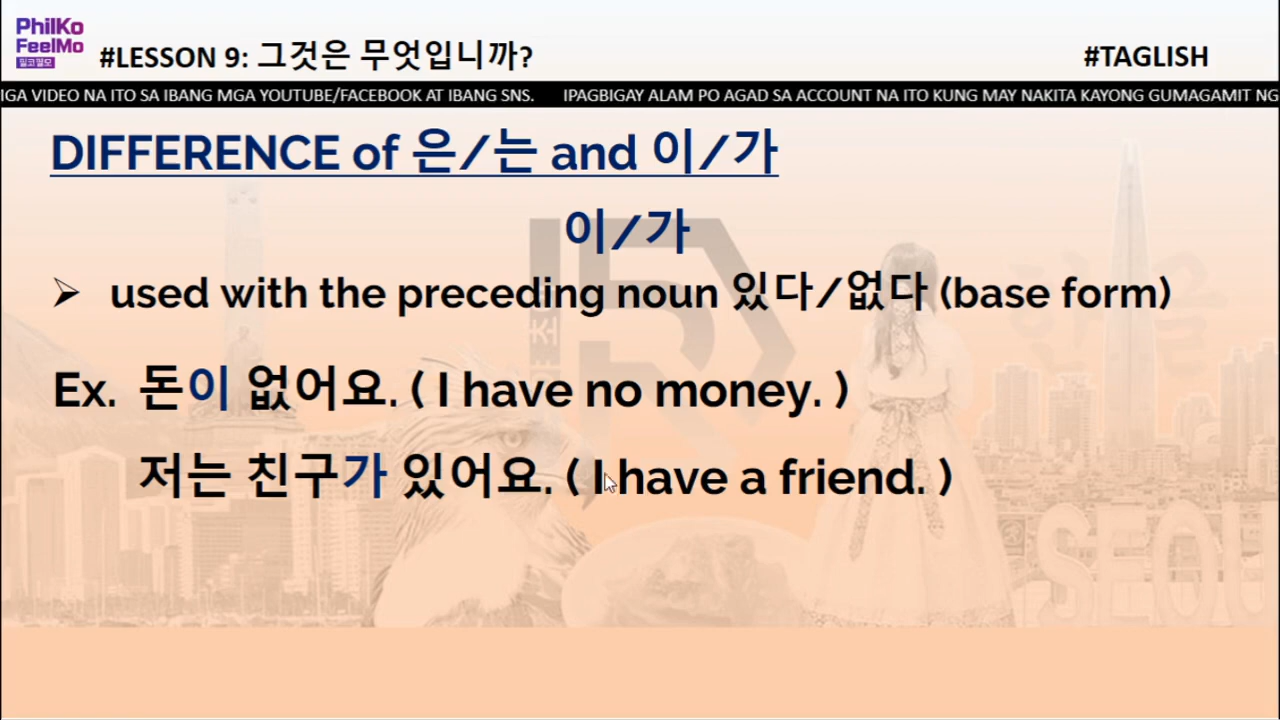 PhilKo
FeelMo
필코필모
#LESSON 9: 그것은 무엇입니까?
#TAGLISH
IGA VIDEO NA ITO SA IBANG MGA YOUTUBE/FACEBOOK AT IBANG SNS. IPAGBIGAY ALAM PO AGAD SA ACCOUNT NA ITO KUNG MAY NAKITA KAYONG GUMAGAMIT NG
DIFFERENCE of 은/는 and 이/가
이/가
➢ used with the preceding noun 있다/없다 (base form)
Ex. 돈이 없어요. ( I have no money. )
저는 친구가 있어요. ( I have a friend. )
한글
SEOU